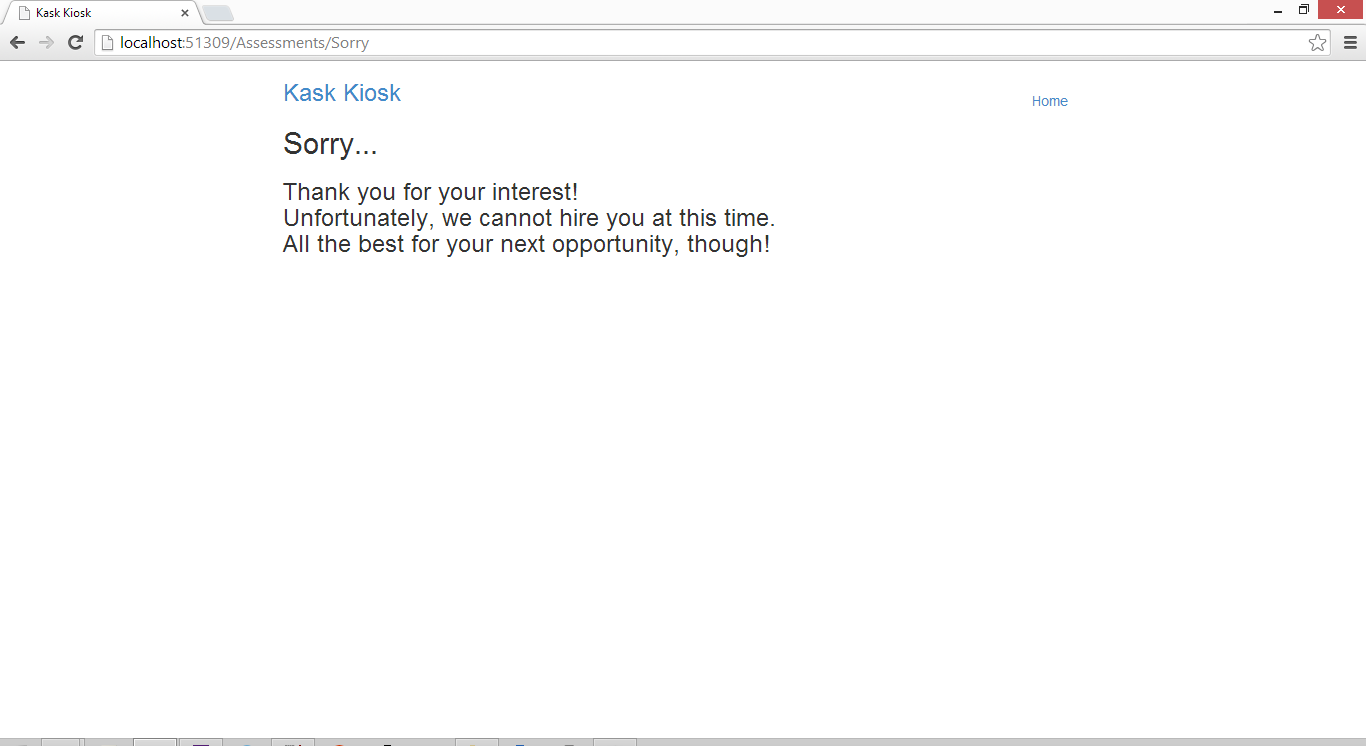 Kask Kiosk
localhost:51309/Assessments/Sorry
Kask Kiosk
Home
Sorry...
Thank you for your interest!
Unfortunately, we cannot hire you at this time.
All the best for your next opportunity, though!